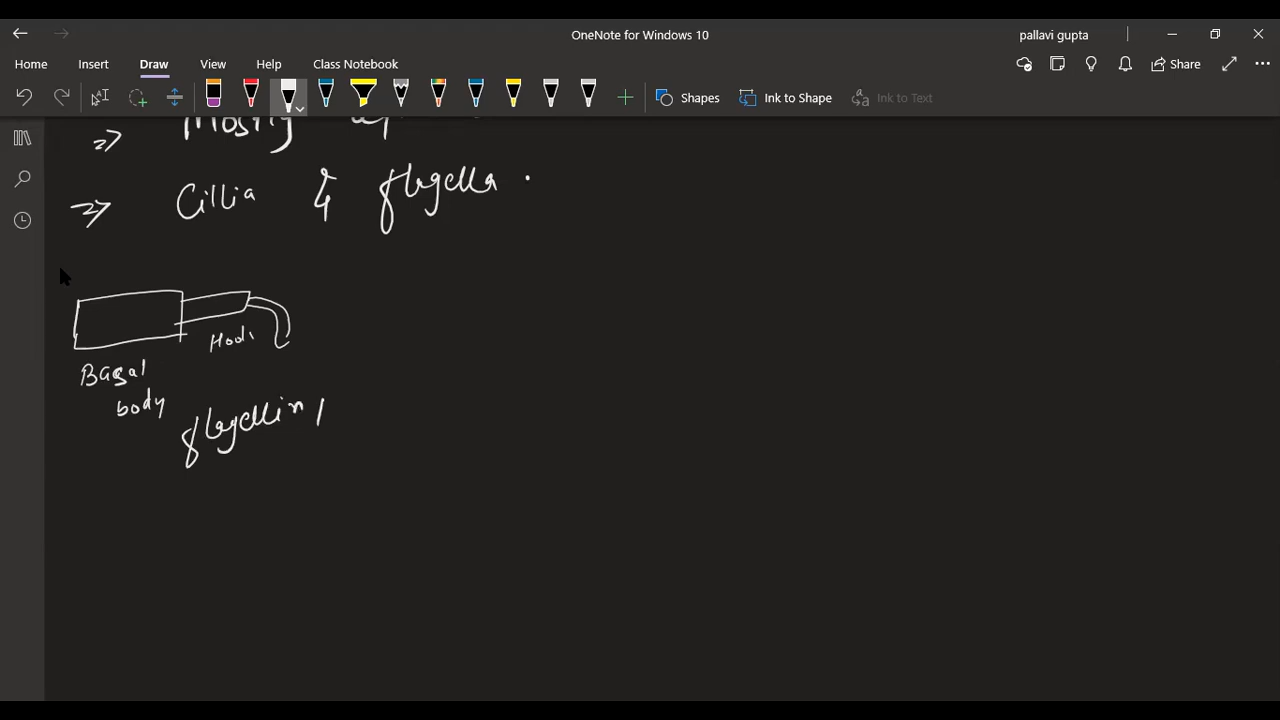 OneNote for Windows 10
pallavi gupta
Home Insert Draw View Help Class Notebook
Share
Shapes Ink to Shape Ink to Text
=> Mostly
=> Cillia & flagella .
Basal
body
flagellin